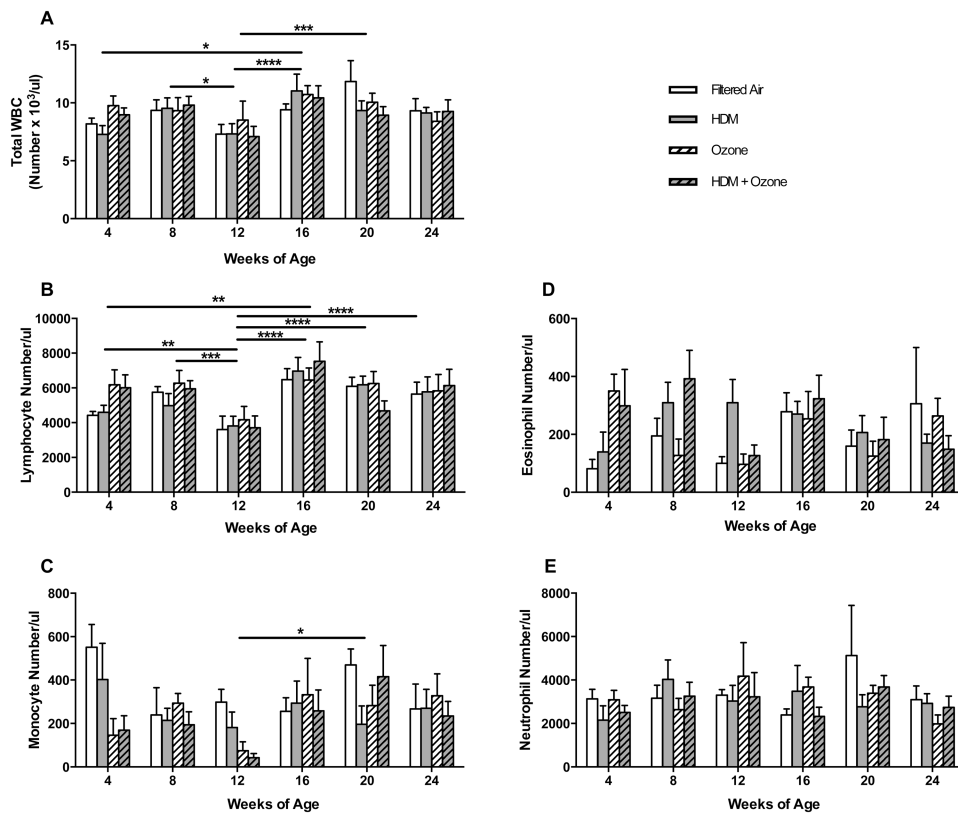 A
Total WBC
(Number x 10³/ul)
15
10
5
0
*
***
****
*
4 8 12 16 20 24
Weeks of Age
Filtered Air
HDM
Ozone
HDM + Ozone
B
Lymphocyte Number/ul
10000
8000
6000
4000
2000
0
**
****
****
****
**
***
4 8 12 16 20 24
Weeks of Age
D
Eosinophil Number/ul
600
400
200
0
4 8 12 16 20 24
Weeks of Age
C
Monocyte Number/ul
800
600
400
200
0
*
4 8 12 16 20 24
Weeks of Age
E
Neutrophil Number/ul
8000
6000
4000
2000
0
4 8 12 16 20 24
Weeks of Age